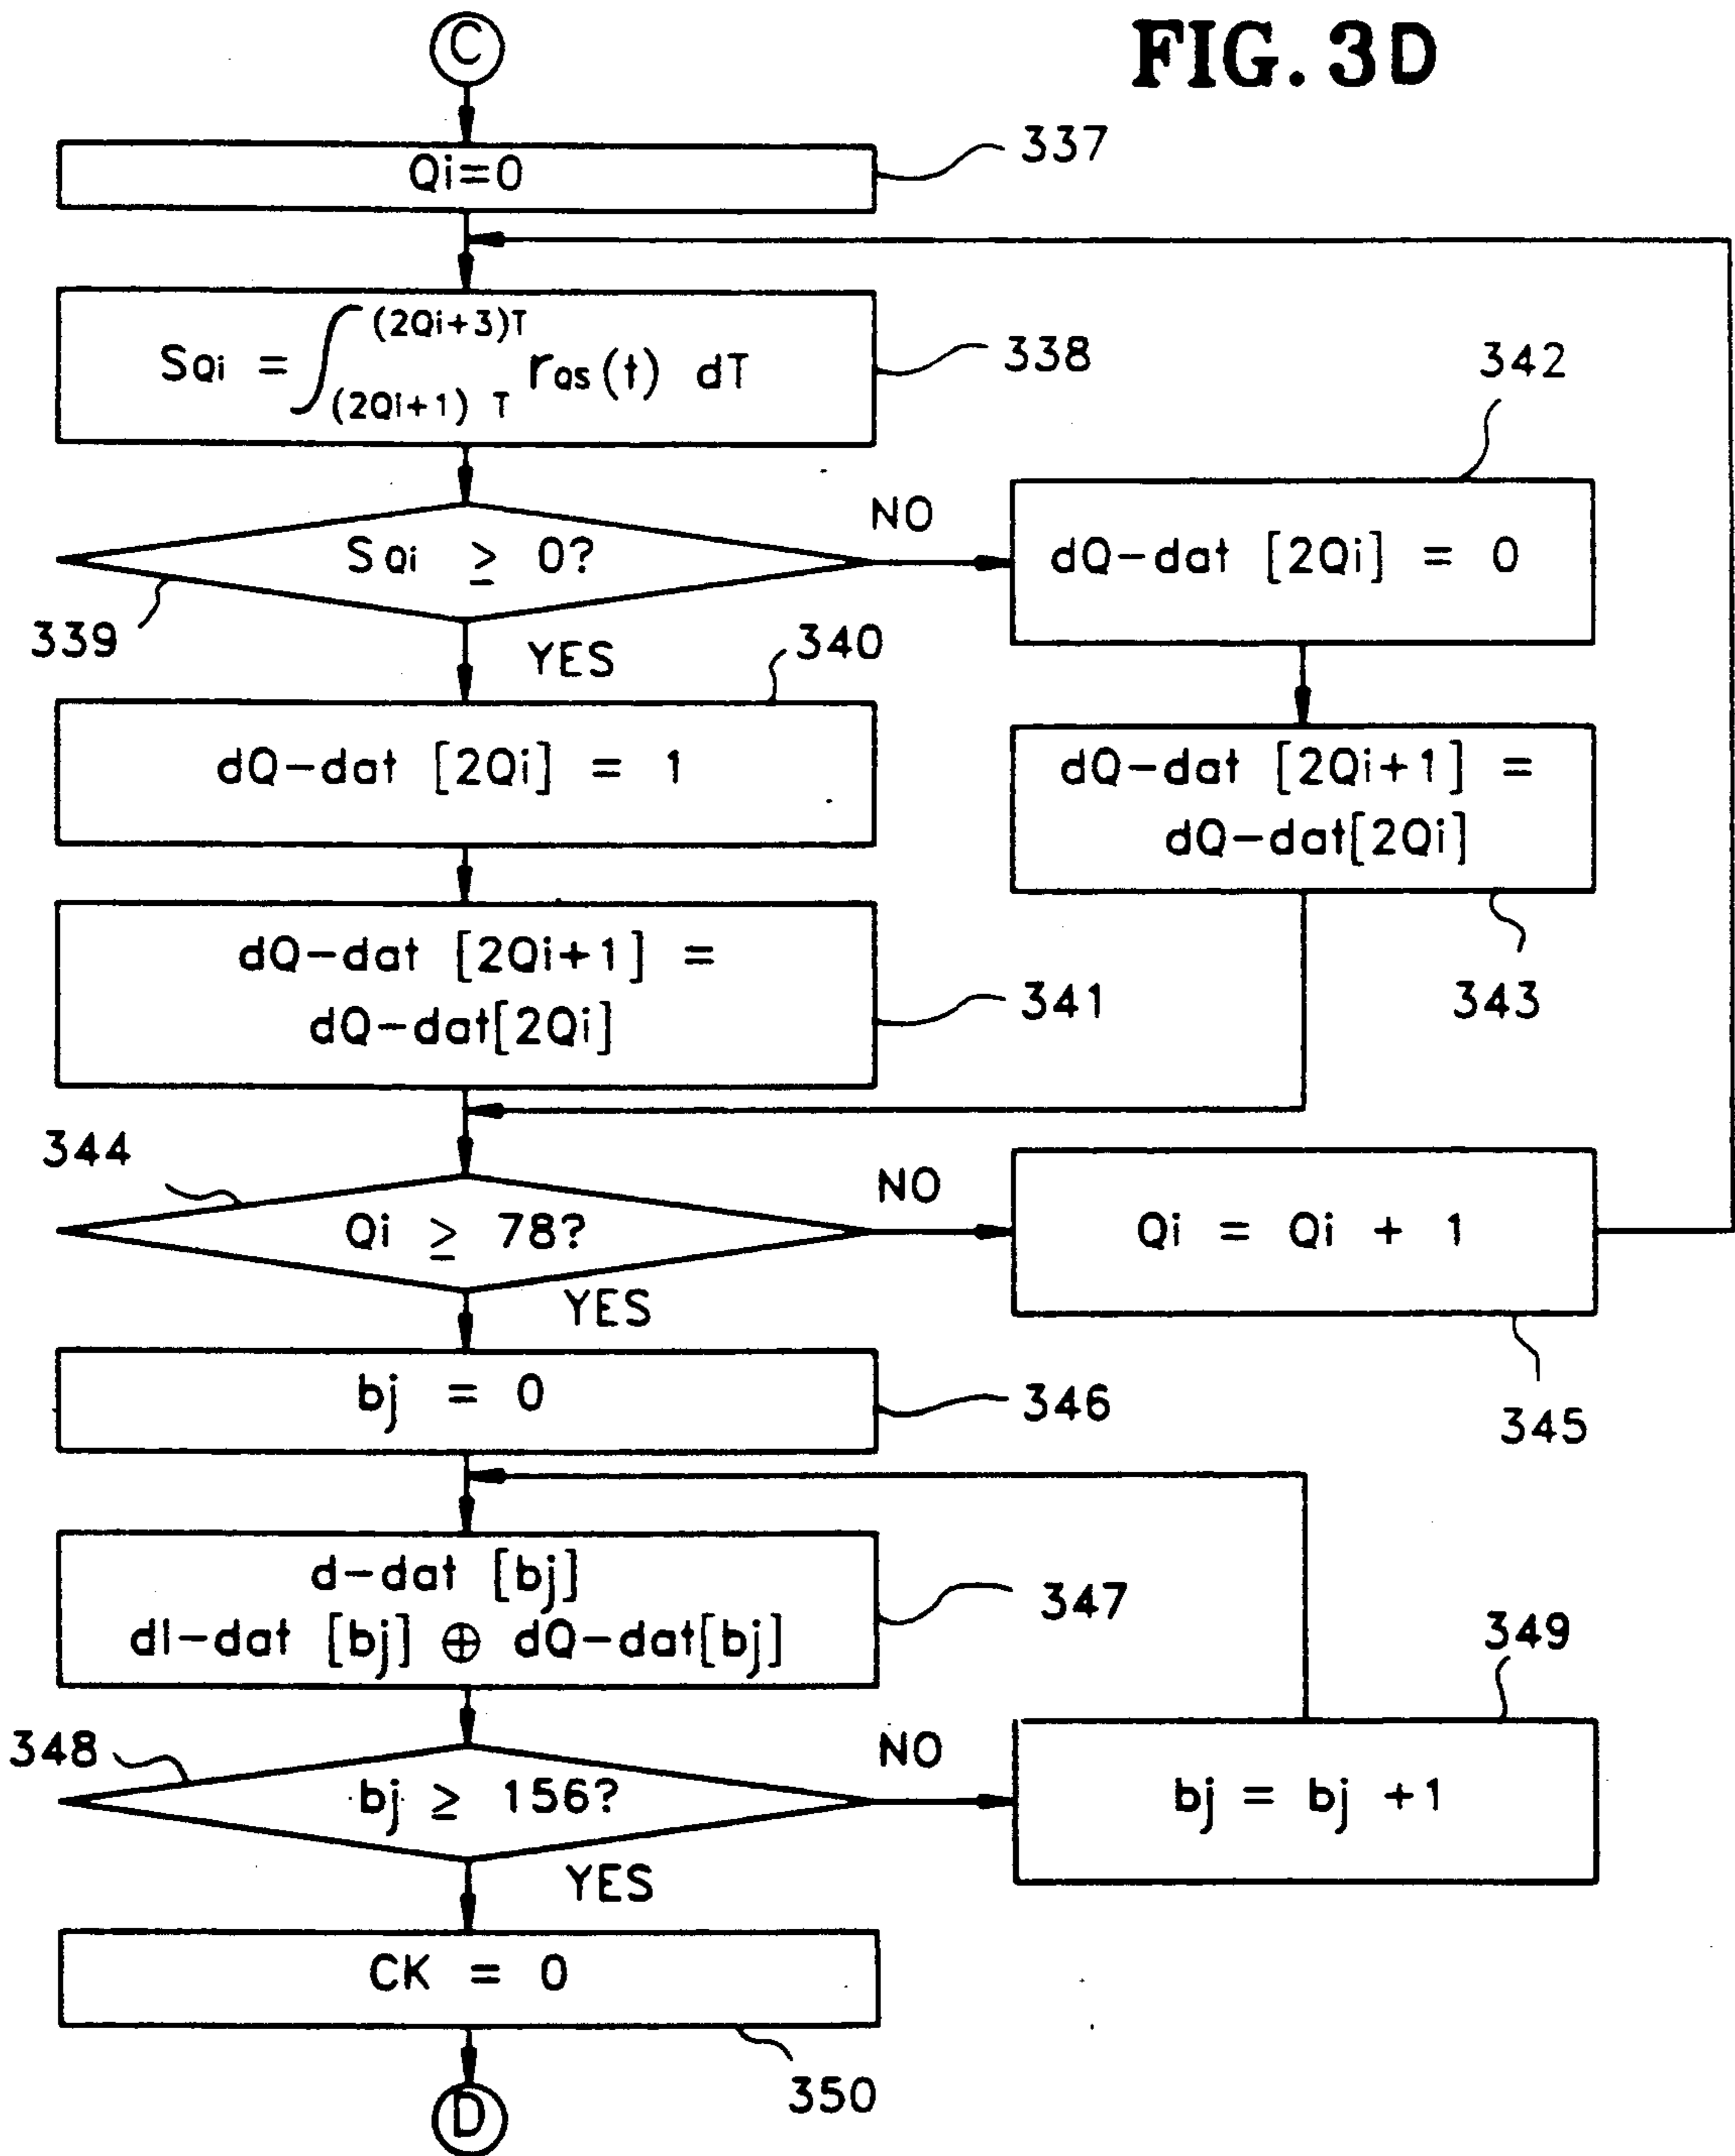 FIG. 3D
C
Qi=0
337
SQi = ∫ (2Qi+3)T (2Qi+1) T rQs(t) dT
338
342
SQi ≥ 0?
NO
339
YES
dQ-dat [2Qi] = 0
340
dQ-dat [2Qi] = 1
dQ-dat [2Qi+1] =
dQ-dat[2Qi]
343
dQ-dat [2Qi+1] =
dQ-dat[2Qi]
341
344
Qi ≥ 78?
NO
YES
Qi = Qi + 1
345
bj = 0
346
d-dat [bj]
dI-dat [bj] ⊕ dQ-dat[bj]
347
349
348
bj ≥ 156?
NO
bj = bj +1
YES
CK = 0
350
D